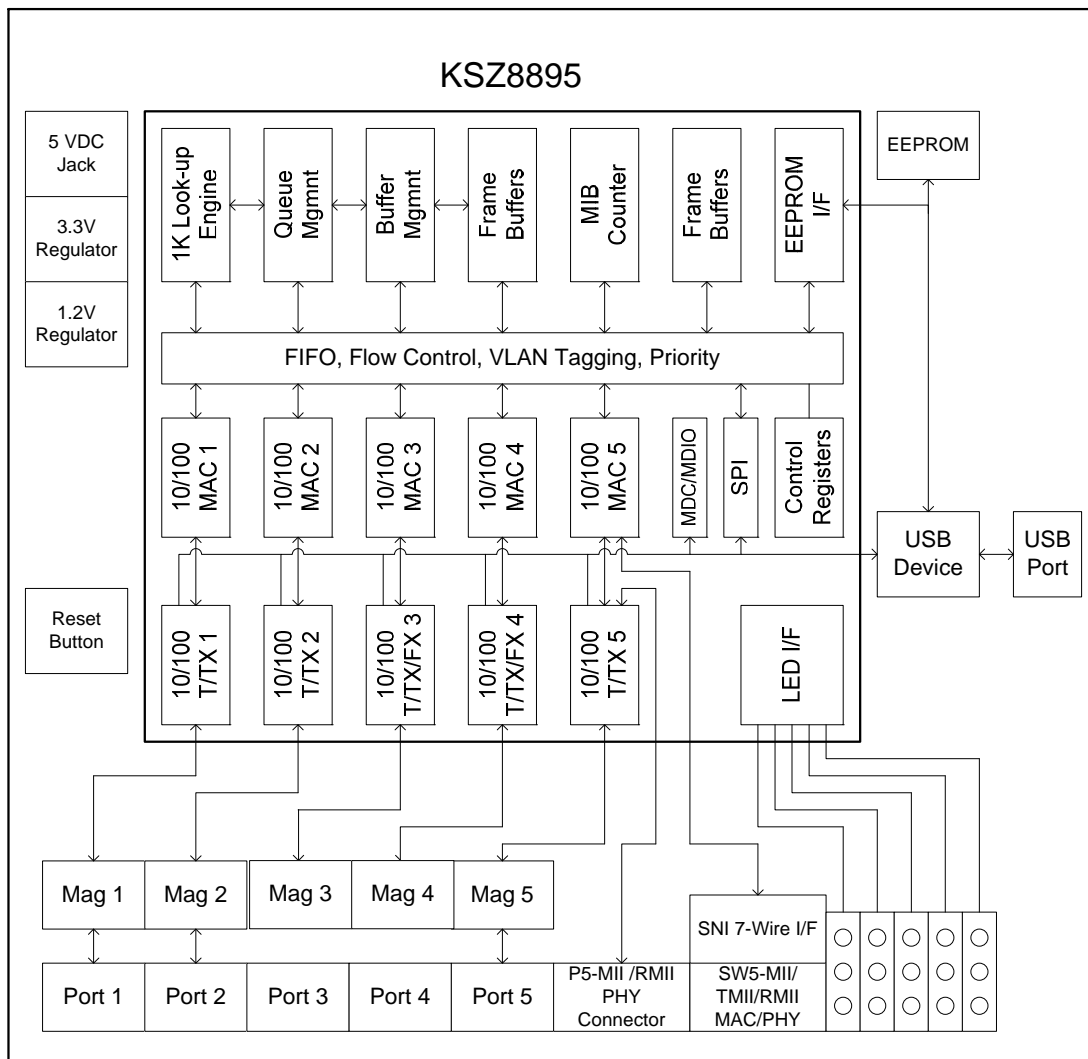 KSZ8895
5 VDC
Jack
3.3V
Regulator
1.2V
Regulator
1K Look-up
Engine
Queue
Mgmnt
Buffer
Mgmnt
Frame
Buffers
MIB
Counter
Frame
Buffers
EEPROM
I/F
EEPROM
FIFO, Flow Control, VLAN Tagging, Priority
10/100
MAC 1
10/100
MAC 2
10/100
MAC 3
10/100
MAC 4
10/100
MAC 5
MDC/MDIO
SPI
Control
Registers
USB
Device
USB
Port
Reset
Button
10/100
T/TX 1
10/100
T/TX 2
10/100
T/TX/FX 3
10/100
T/TX/FX 4
10/100
T/TX 5
LED I/F
Mag 1
Mag 2
Mag 3
Mag 4
Mag 5
SNI 7-Wire I/F
Port 1
Port 2
Port 3
Port 4
Port 5
P5-MII /RMII
PHY
Connector
SW5-MII/
TMII/RMII
MAC/PHY